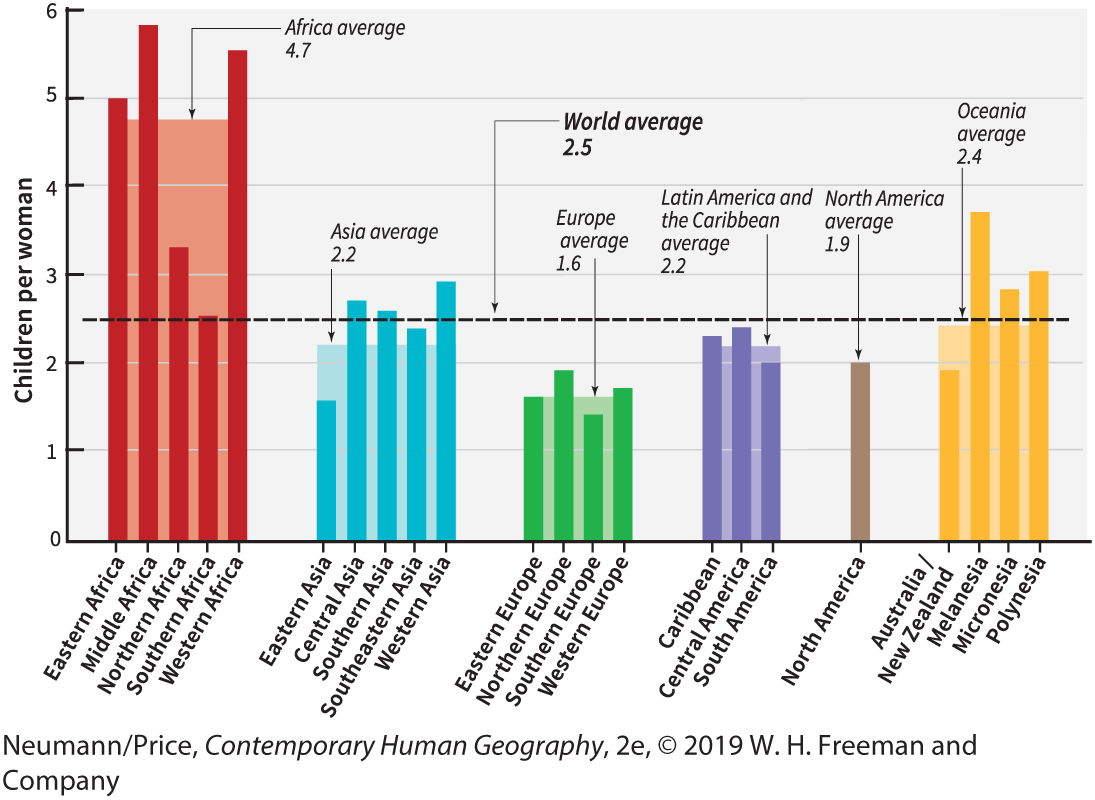 Children per woman
6
5
4
3
2
1
0
Africa average
4.7
Asia average
2.2
World average
2.5
Europe
average
1.6
Latin America and
the Caribbean
average
2.2
North America
average
1.9
Oceania
average
2.4
Eastern Africa
Middle Africa
Northern Africa
Southern Africa
Western Africa
Eastern Asia
Central Asia
Southern Asia
Southeastern Asia
Western Asia
Eastern Europe
Northern Europe
Southern Europe
Western Europe
Caribbean
Central America
South America
North America
Australia /
New Zealand
Melanesia
Micronesia
Polynesia
Neumann/Price, Contemporary Human Geography, 2e, © 2019 W. H. Freeman and
Company